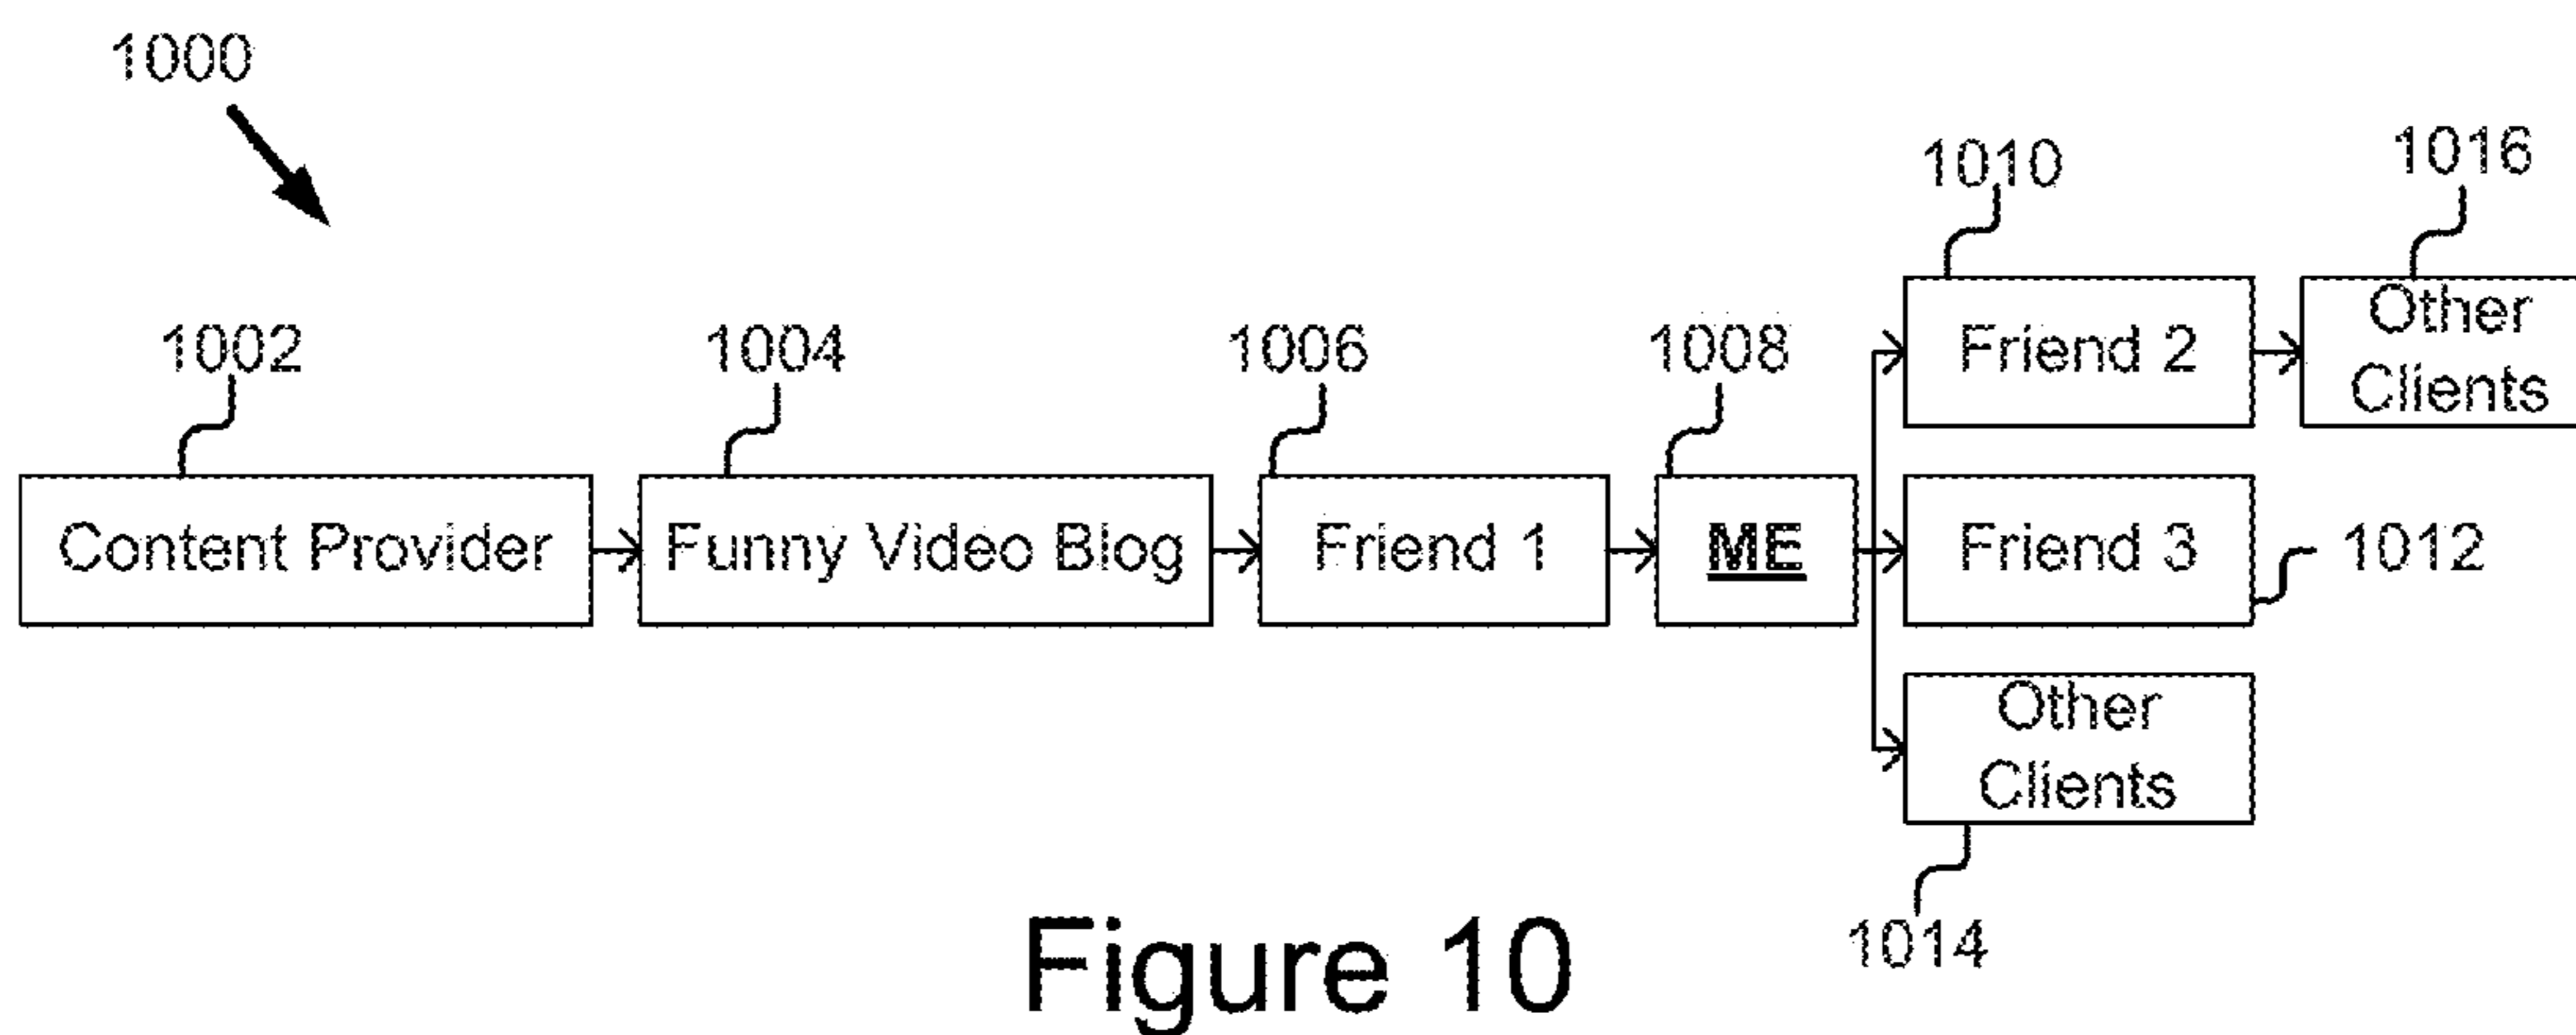 1000
1010
1016
1002
1004
1006
1008
Friend 2
Other
Clients
Content Provider
Funny Video Blog
Friend 1
ME
Friend 3
1012
Other
Clients
1014
Figure 10